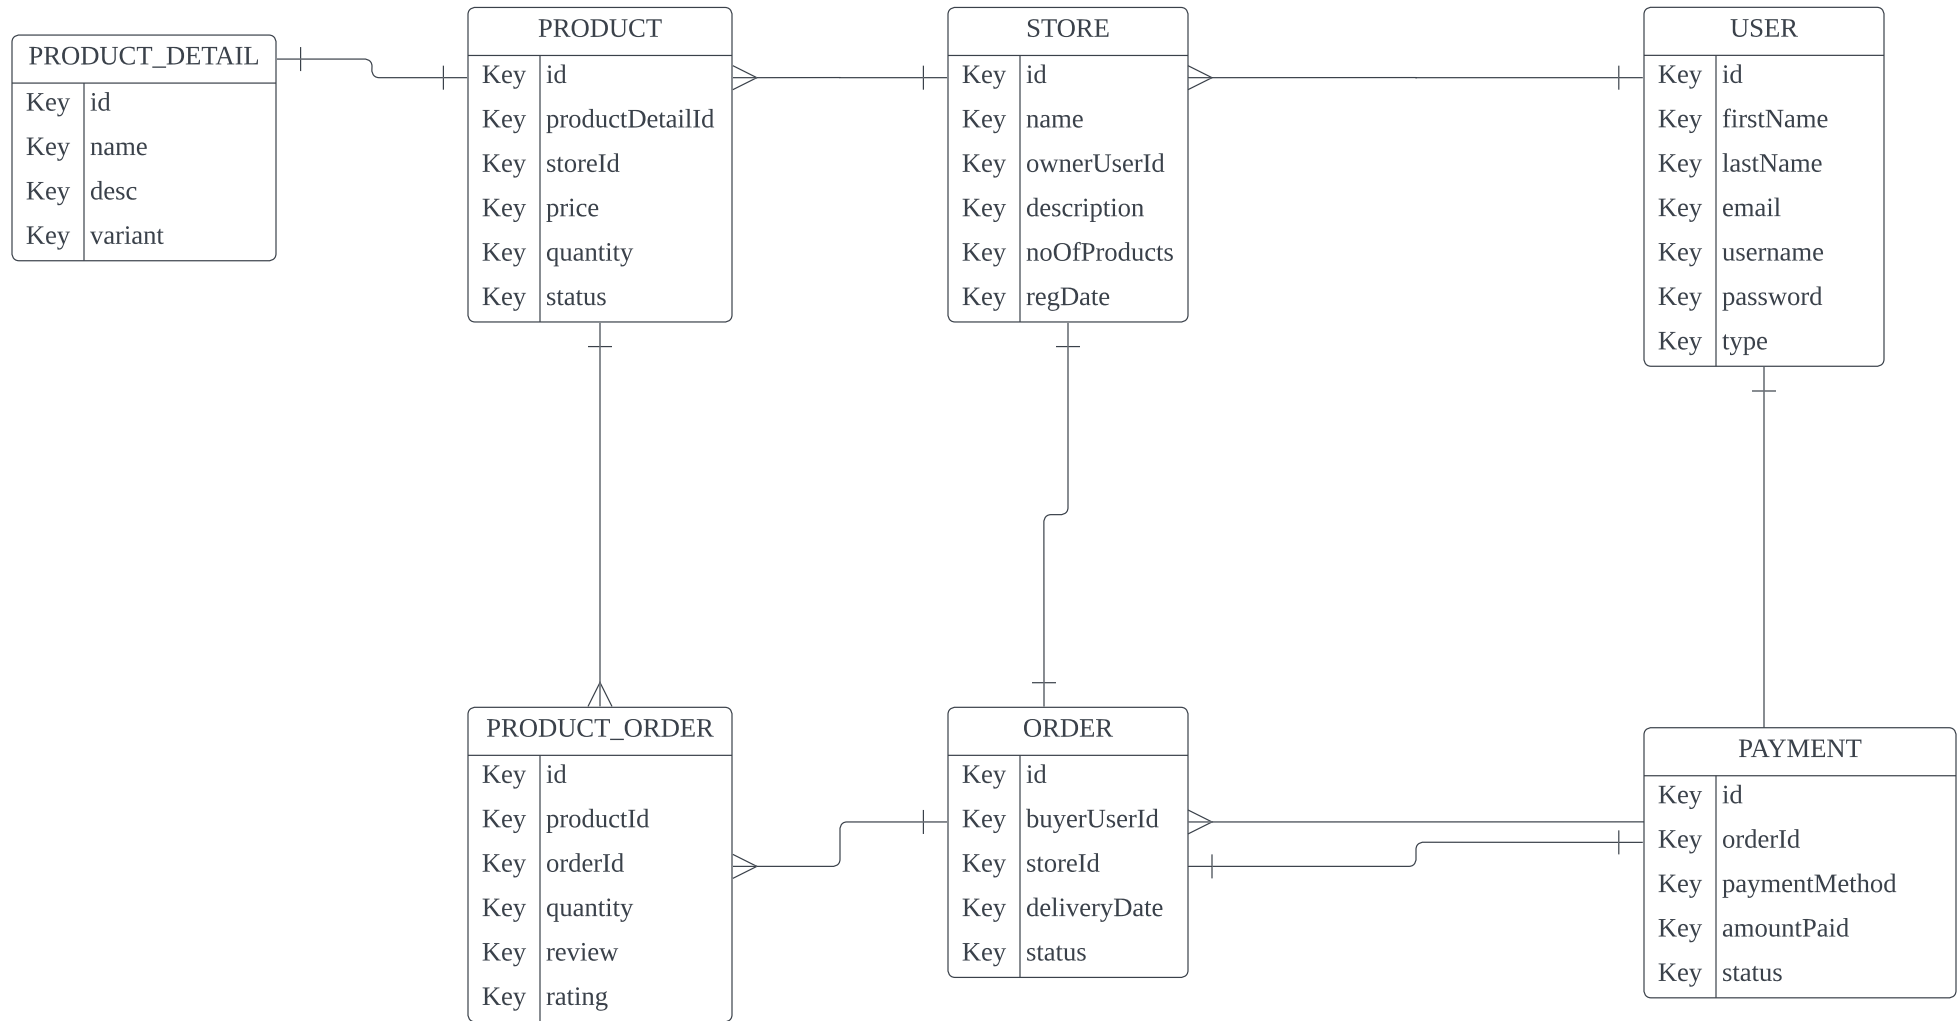 PRODUCT_DETAIL
Key id
Key name
Key desc
Key variant
PRODUCT
Key id
Key productDetailId
Key storeId
Key price
Key quantity
Key status
STORE
Key id
Key name
Key ownerUserId
Key description
Key noOfProducts
Key regDate
USER
Key id
Key firstName
Key lastName
Key email
Key username
Key password
Key type
PRODUCT_ORDER
Key id
Key productId
Key orderId
Key quantity
Key review
Key rating
ORDER
Key id
Key buyerUserId
Key storeId
Key deliveryDate
Key status
PAYMENT
Key id
Key orderId
Key paymentMethod
Key amountPaid
Key status